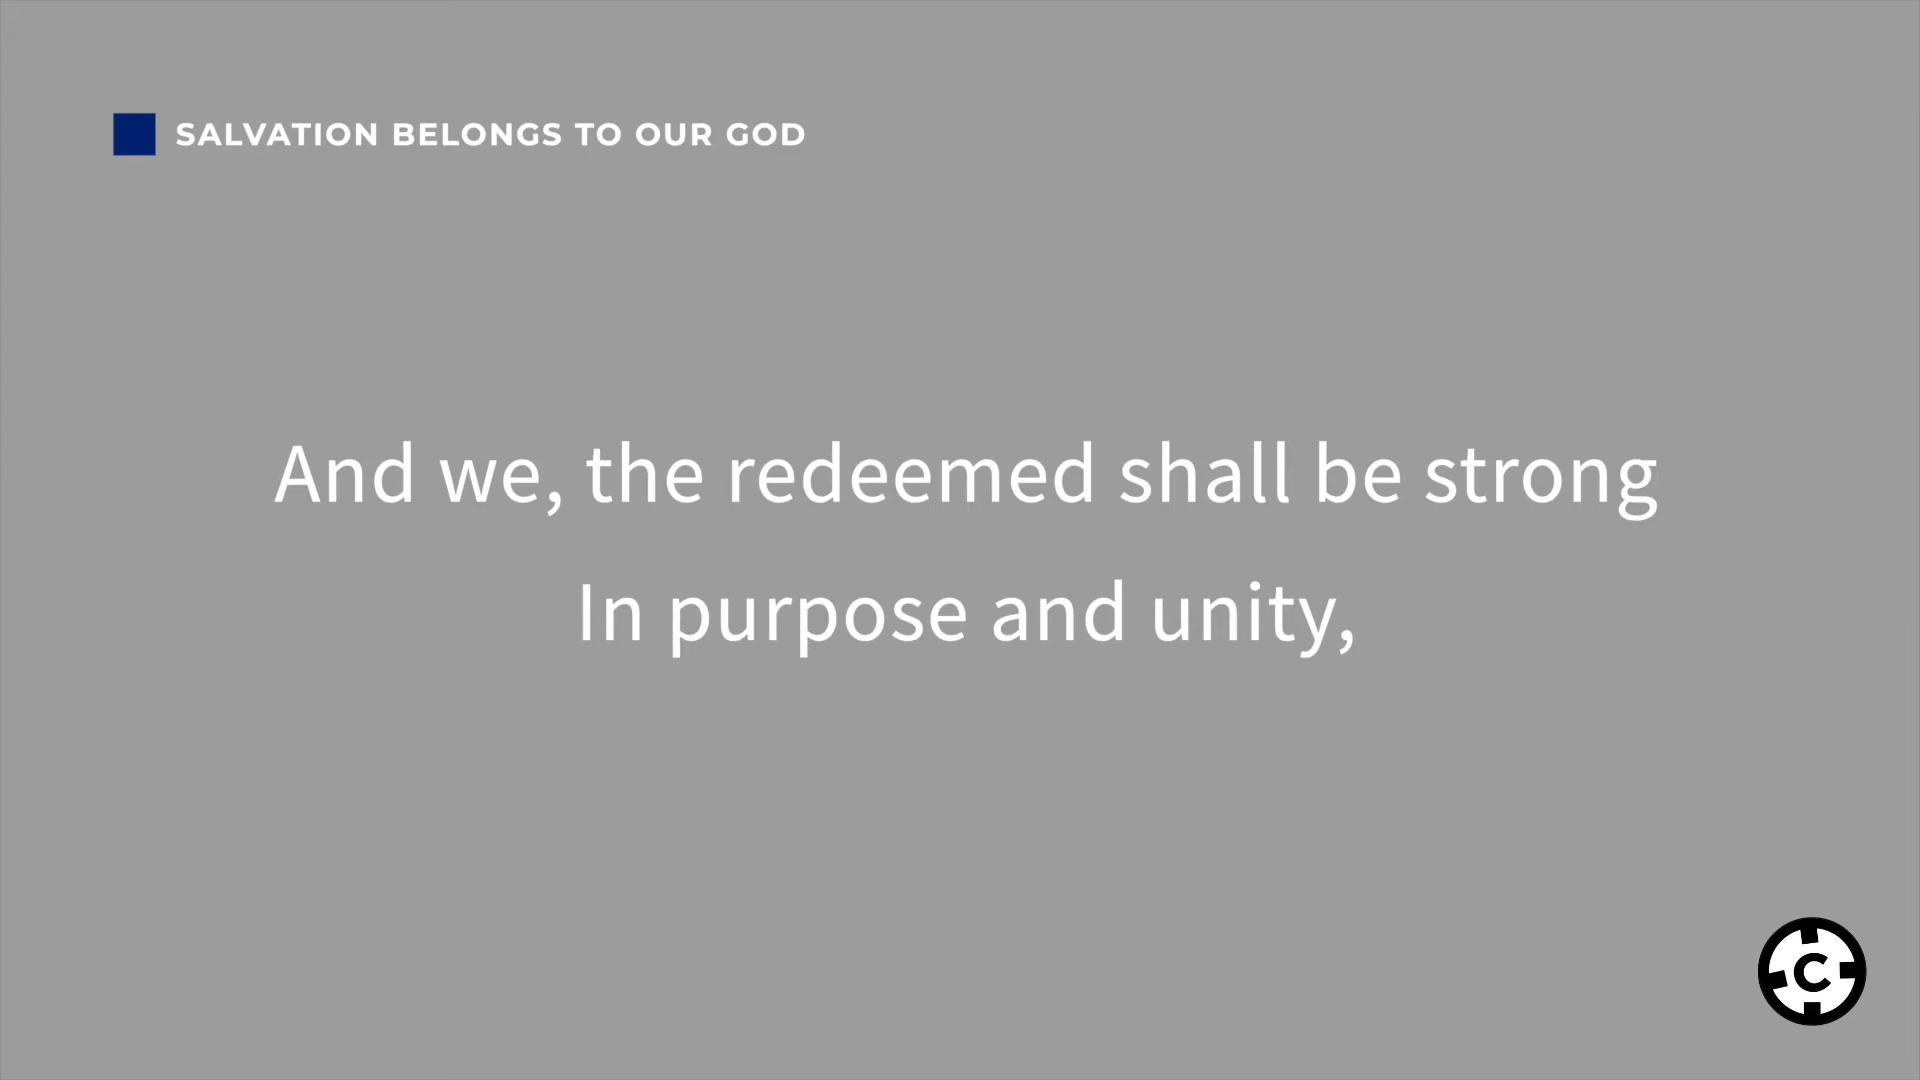 SALVATION BELONGS TO OUR GOD
And we, the redeemed shall be strong
In purpose and unity,
C